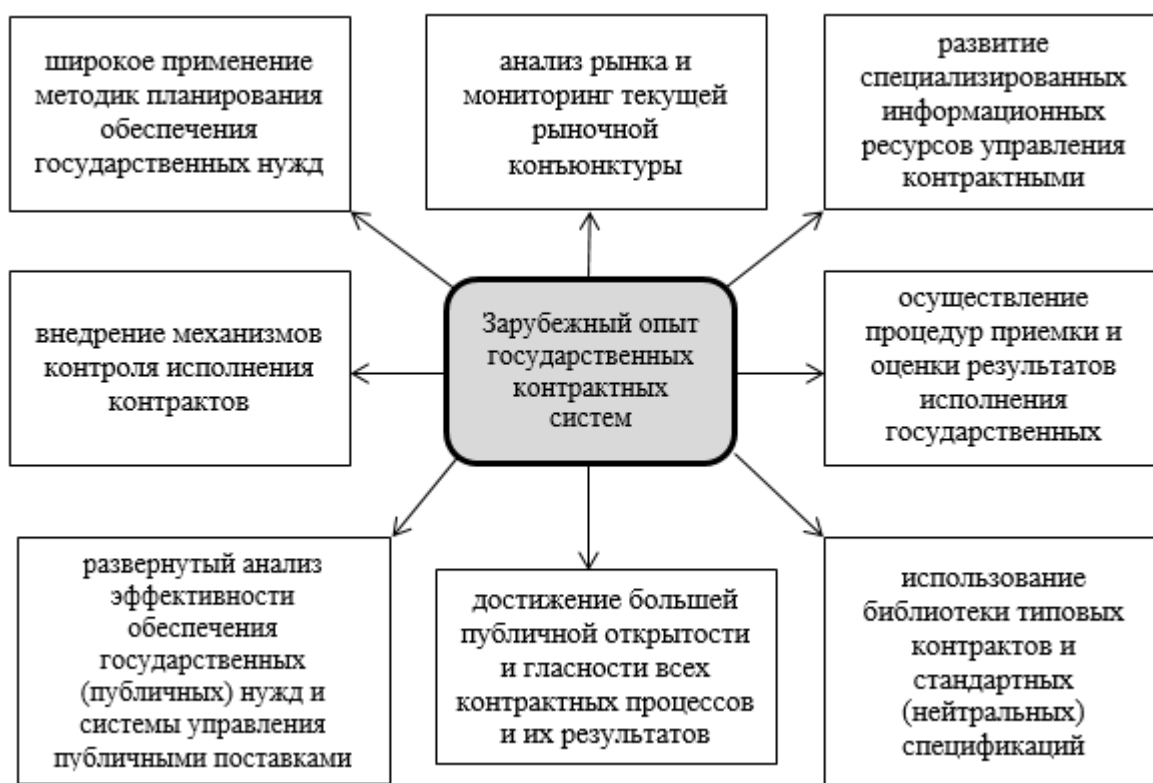 широкое применение
методик планирования
обеспечения
государственных нужд
анализ рынка и
мониторинг текущей
рыночной
конъюнктуры
развитие
специализированных
информационных
ресурсов управления
контрактными
внедрение механизмов
контроля исполнения
контрактов
Зарубежный опыт
государственных
контрактных
систем
осуществление
процедур приемки и
оценки результатов
исполнения
государственных
развернутый анализ
эффективности
обеспечения
государственных
(публичных) нужд и
системы управления
публичными поставками
достижение большей
публичной открытости
и гласности всех
контрактных процессов
и их результатов
использование
библиотеки типовых
контрактов и
стандартных
(нейтральных)
спецификаций